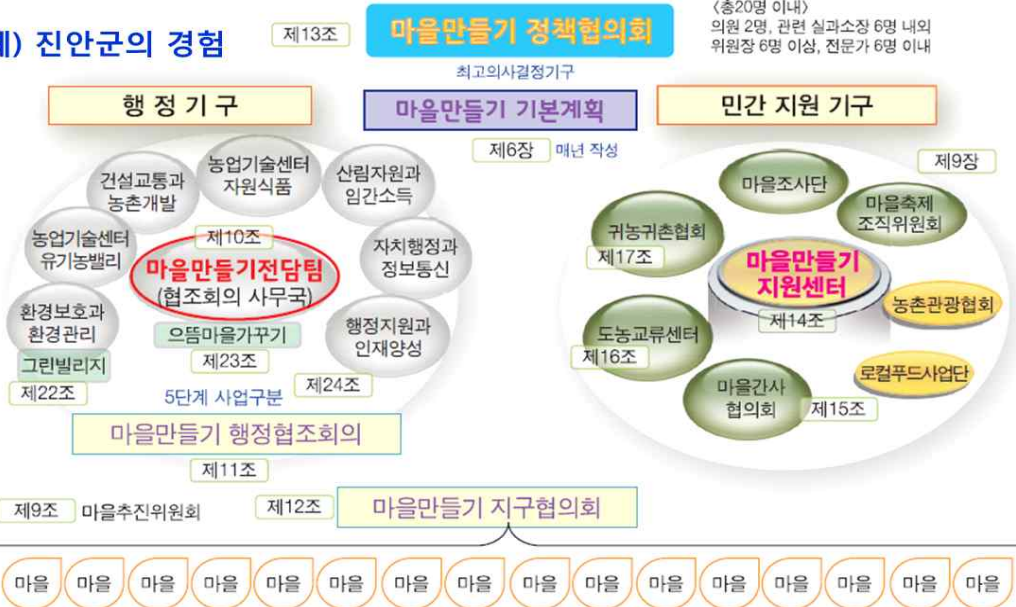 예) 진안군의 경험
제13조
마을만들기 정책협의회
<총20명 이내>
의원 2명, 관련 실과소장 6명 내외
위원장 6명 이상, 전문가 6명 이내
최고의사결정기구
행 정 기 구
마을만들기 기본계획
민간 지원 기구
제6장
매년 작성
제9장
건설교통과
농촌개발
농업기술센터
자원식품
산림자원과
임간소득
농업기술센터
유기농밸리
제10조
마을만들기전담팀
(협조회의 사무국)
자치행정과
정보통신
환경보호과
환경관리
그린빌리지
제22조
으뜸마을가꾸기
제23조
행정지원과
인재양성
제24조
5단계 사업구분
마을만들기 행정협조회의
제11조
마을조사단
마을축제
조직위원회
귀농귀촌협회
제17조
마을만들기
지원센터
제14조
농촌관광협회
도농교류센터
제16조
로컬푸드사업단
마을간사
협의회
제15조
제9조
마을추진위원회
제12조
마을만들기 지구협의회
마을 마을 마을 마을 마을 마을 마을 마을 마을 마을 마을 마을 마을 마을 마을 마을